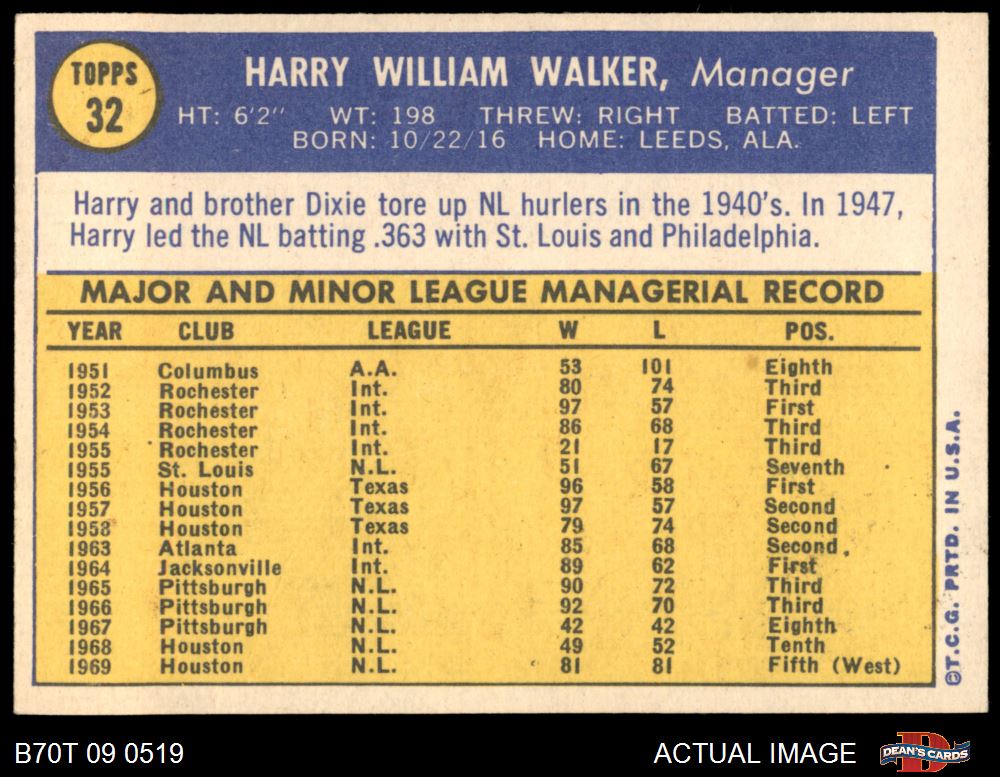 TOPPS
32
HARRY WILLIAM WALKER, Manager
HT: 6'2" WT: 198 THREW: RIGHT BATTED: LEFT
BORN: 10/22/16 HOME: LEEDS, ALA.
Harry and brother Dixie tore up NL hurlers in the 1940's. In 1947,
Harry led the NL batting .363 with St. Louis and Philadelphia.
MAJOR AND MINOR LEAGUE MANAGERIAL RECORD
YEAR CLUB LEAGUE W L POS.
1951 Columbus A.A. 53 101 Eighth
1952 Rochester Int. 80 74 Third
1953 Rochester Int. 97 57 First
1954 Rochester Int. 86 68 Third
1955 Rochester Int. 21 17 Third
1955 St. Louis N.L. 51 67 Seventh
1956 Houston Texas 96 58 First
1957 Houston Texas 97 57 Second
1958 Houston Texas 79 74 Second
1963 Atlanta Int. 85 68 Second
1964 Jacksonville Int. 89 62 First
1965 Pittsburgh N.L. 90 72 Third
1966 Pittsburgh N.L. 92 70 Third
1967 Pittsburgh N.L. 42 42 Eighth
1968 Houston N.L. 49 52 Tenth
1969 Houston N.L. 81 81 Fifth (West)
©T.C.G. PRTD. IN U.S.A.
B70T 09 0519 ACTUAL IMAGE
DEAN'S CARDS